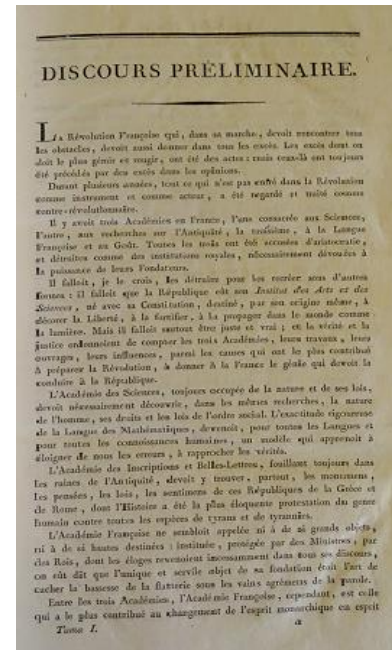 DISCOURS PRÉLIMINAIRE.
LA Révolution Françoise qui, dans sa marche, devoit rencontrer tous
les obstacles, devoit aussi donner dans tous les excès. Les excès dont on
doit le plus gémir et rougir, ont été des actes : mais ceux-là ont toujours
été précédés par des excès dans les opinions.
Durant plusieurs années, tout ce qui n'est pas entré dans la Révolution
comme instrument et comme acteur, a été regardé et traité comme
contre-révolutionnaire.
Il y avoit trois Académies en France, l'une consacrée aux Sciences,
l'autre, aux recherches sur l'Antiquité, la troisième, à la Langue
Françoise et au Goût. Toutes les trois ont été accusées d'aristocratie,
et détruites comme des institutions royales, nécessairement dévouées à
la puissance de leurs Fondateurs.
Il falloit, je le crois, les détruire pour les recréer sous d'autres
formes : il falloit que la République eût son Institut des Arts et des
Sciences, né avec sa Constitution, destiné, par son origine même, à
décorer la Liberté, à la fortifier, à la propager dans le monde comme
la lumière. Mais il falloit surtout être juste et vrai ; et la vérité et la
justice ordonnoient de compter les trois Académies, leurs travaux, leurs
ouvrages, leurs influences, parmi les causes qui ont le plus contribué
à préparer la Révolution, à donner à la France le génie qui devoit la
conduire à la République.
L'Académie des Sciences, toujours occupée de la nature et de ses lois,
devoit nécessairement découvrir, dans les mêmes recherches, la nature
de l'homme, ses droits et les lois de l'ordre social. L'exactitude rigoureuse
de la Langue des Mathématiques, devenoit, pour toutes les Langues et
pour toutes les connoissances humaines, un modèle qui apprenoit à
éloigner de nous les erreurs, à rapprocher les vérités.
L'Académie des Inscriptions et Belles-Lettres, fouillant toujours dans
les ruines de l'Antiquité, devoit y trouver, partout, les monumens,
les pensées, les lois, les sentimens de ces Républiques de la Grèce et
de Rome, dont l'Histoire a été la plus éloquente protestation du genre
humain contre toutes les espèces de tyrans et de tyrannies.
L'Académie Françoise ne sembloit appelée ni à de si grands objets,
ni à de si hautes destinées : instituée, protégée par des Ministres, par
des Rois, dont les éloges revenoient incessamment dans tous ses discours,
on eût dit que l'unique et servile objet de sa fondation étoit l'art de
cacher la bassesse de la flatterie sous les vains agrémens de la parole.
Entre les trois Académies, l'Académie Françoise, cependant, est celle
qui a le plus contribué au changement de l'esprit monarchique en esprit
Tome I. a